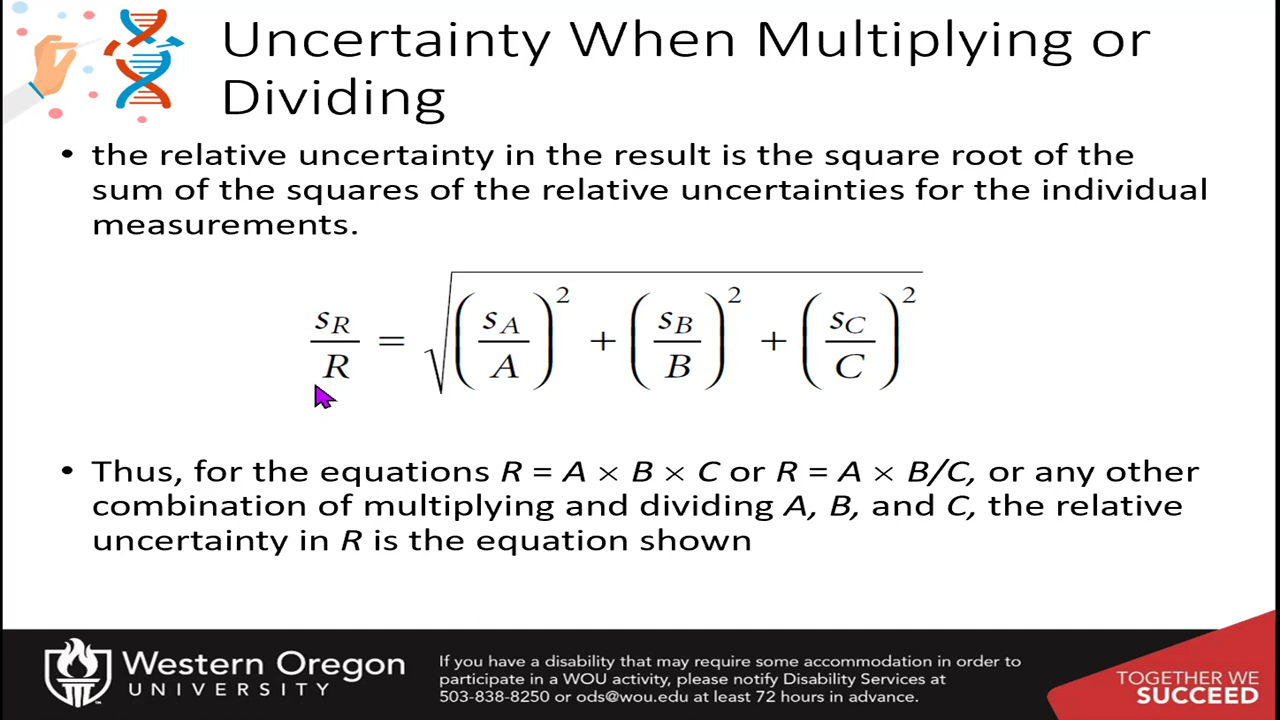 Uncertainty When Multiplying or
Dividing
• the relative uncertainty in the result is the square root of the
sum of the squares of the relative uncertainties for the individual
measurements.
s_R/R = √((s_A/A)² + (s_B/B)² + (s_C/C)²)
• Thus, for the equations R = A × B × C or R = A × B/C, or any other
combination of multiplying and dividing A, B, and C, the relative
uncertainty in R is the equation shown
Western Oregon
UNIVERSITY
If you have a disability that may require some accommodation in order to
participate in a WOU activity, please notify Disability Services at
503-838-8250 or ods@wou.edu at least 72 hours in advance.
TOGETHER WE
SUCCEED